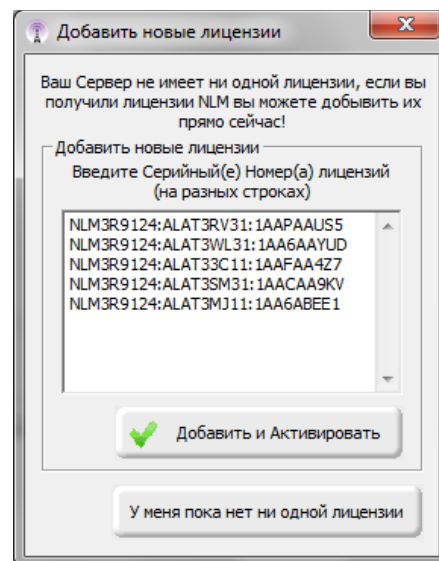 Добавить новые лицензии
Ваш Сервер не имеет ни одной лицензии, если вы
получили лицензии NLM вы можете добывить их
прямо сейчас!
Добавить новые лицензии
Введите Серийный(е) Номер(а) лицензий
(на разных строках)
NLM3R9124:ALAT3RV31:1AAPAAUS5
NLM3R9124:ALAT3WL31:1AA6AAYUD
NLM3R9124:ALAT33C11:1AAFAA4Z7
NLM3R9124:ALAT3SM31:1AACAA9KV
NLM3R9124:ALAT3MJ11:1AA6ABEE1
Добавить и Активировать
У меня пока нет ни одной лицензии